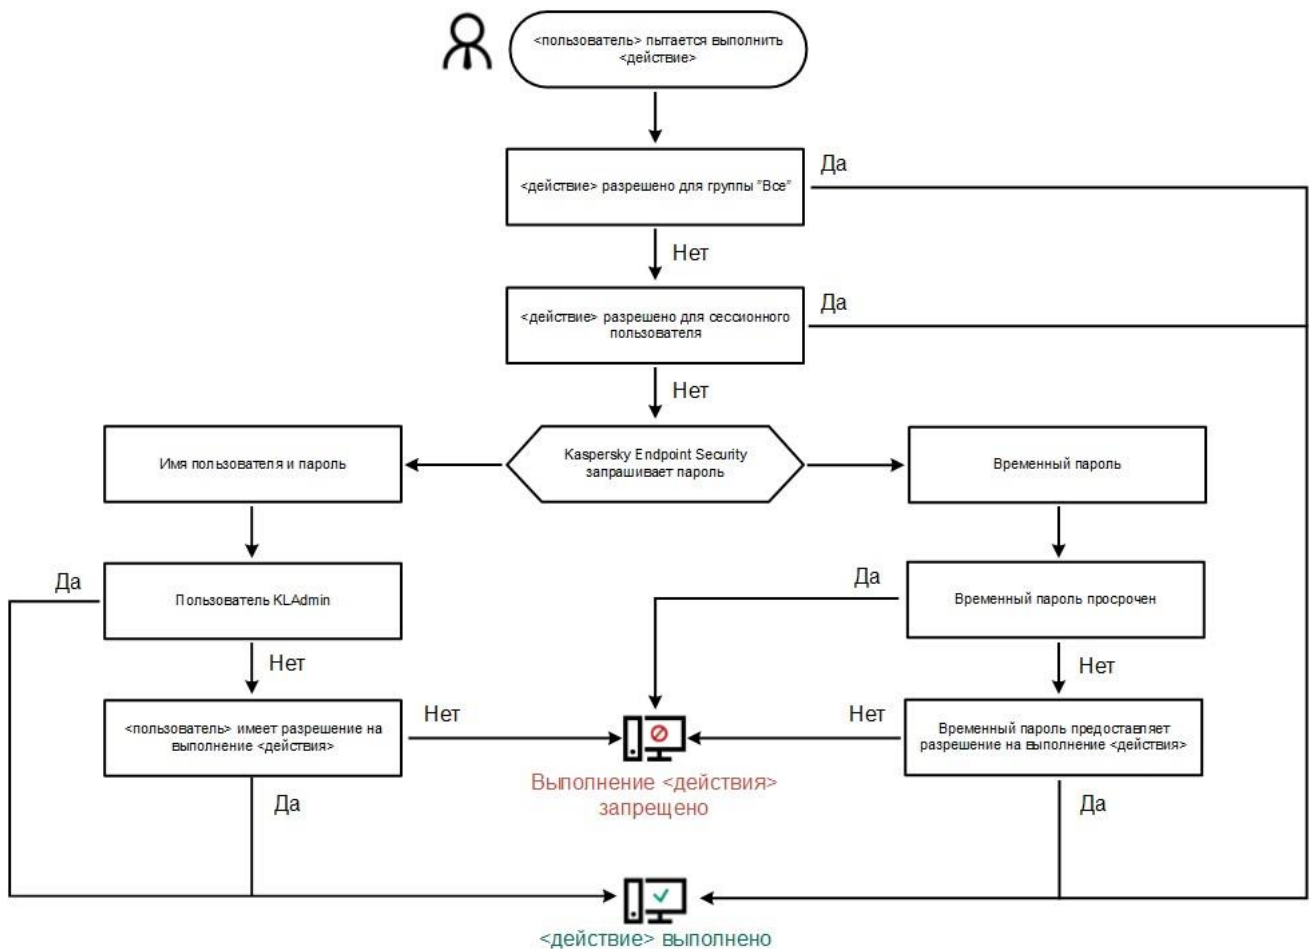 <пользователь> пытается выполнить
<действие>
Да
<действие> разрешено для группы "Все"
Нет
Да
<действие> разрешено для сессионного
пользователя
Нет
Имя пользователя и пароль
Kaspersky Endpoint Security
запрашивает пароль
Временный пароль
Да
Пользователь KLAdmin
Да
Временный пароль просрочен
Нет
Нет
<пользователь> имеет разрешение на
выполнение <действия>
Нет
Нет
Временный пароль предоставляет
разрешение на выполнение <действия>
Выполнение <действия>
запрещено
Да
Да
<действие> выполнено